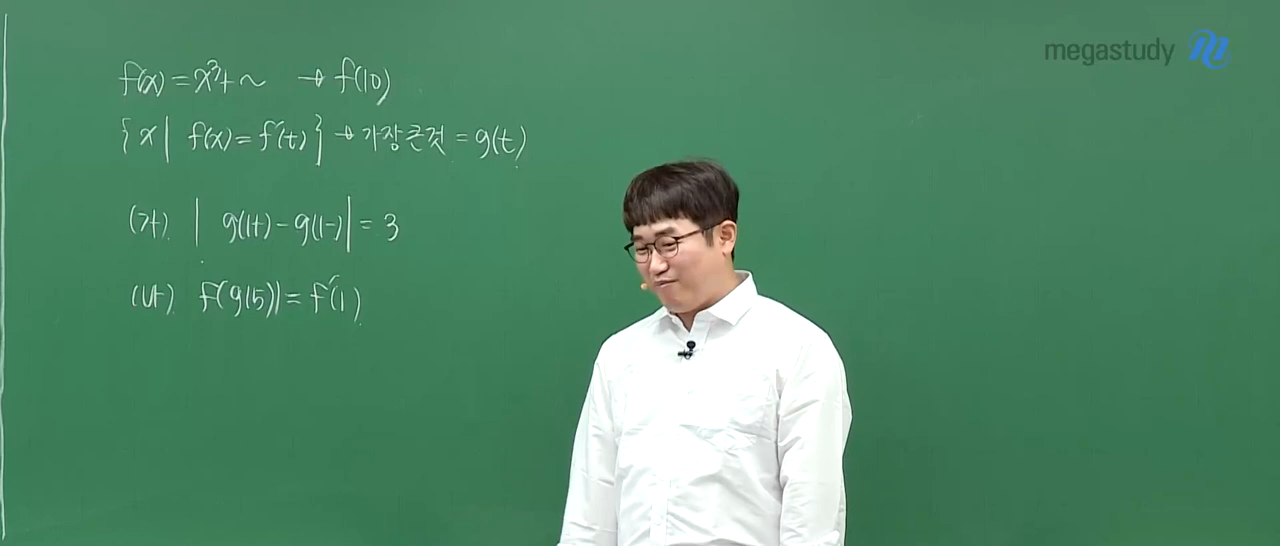 megastudy
f(x) = x³+ ~ → f(10)
{ x | f(x) = f'(t) } → 가장 큰것 = g(t)
(가). | g(1+) - g(1-) | = 3
(나). f(g(5)) = f'(1)